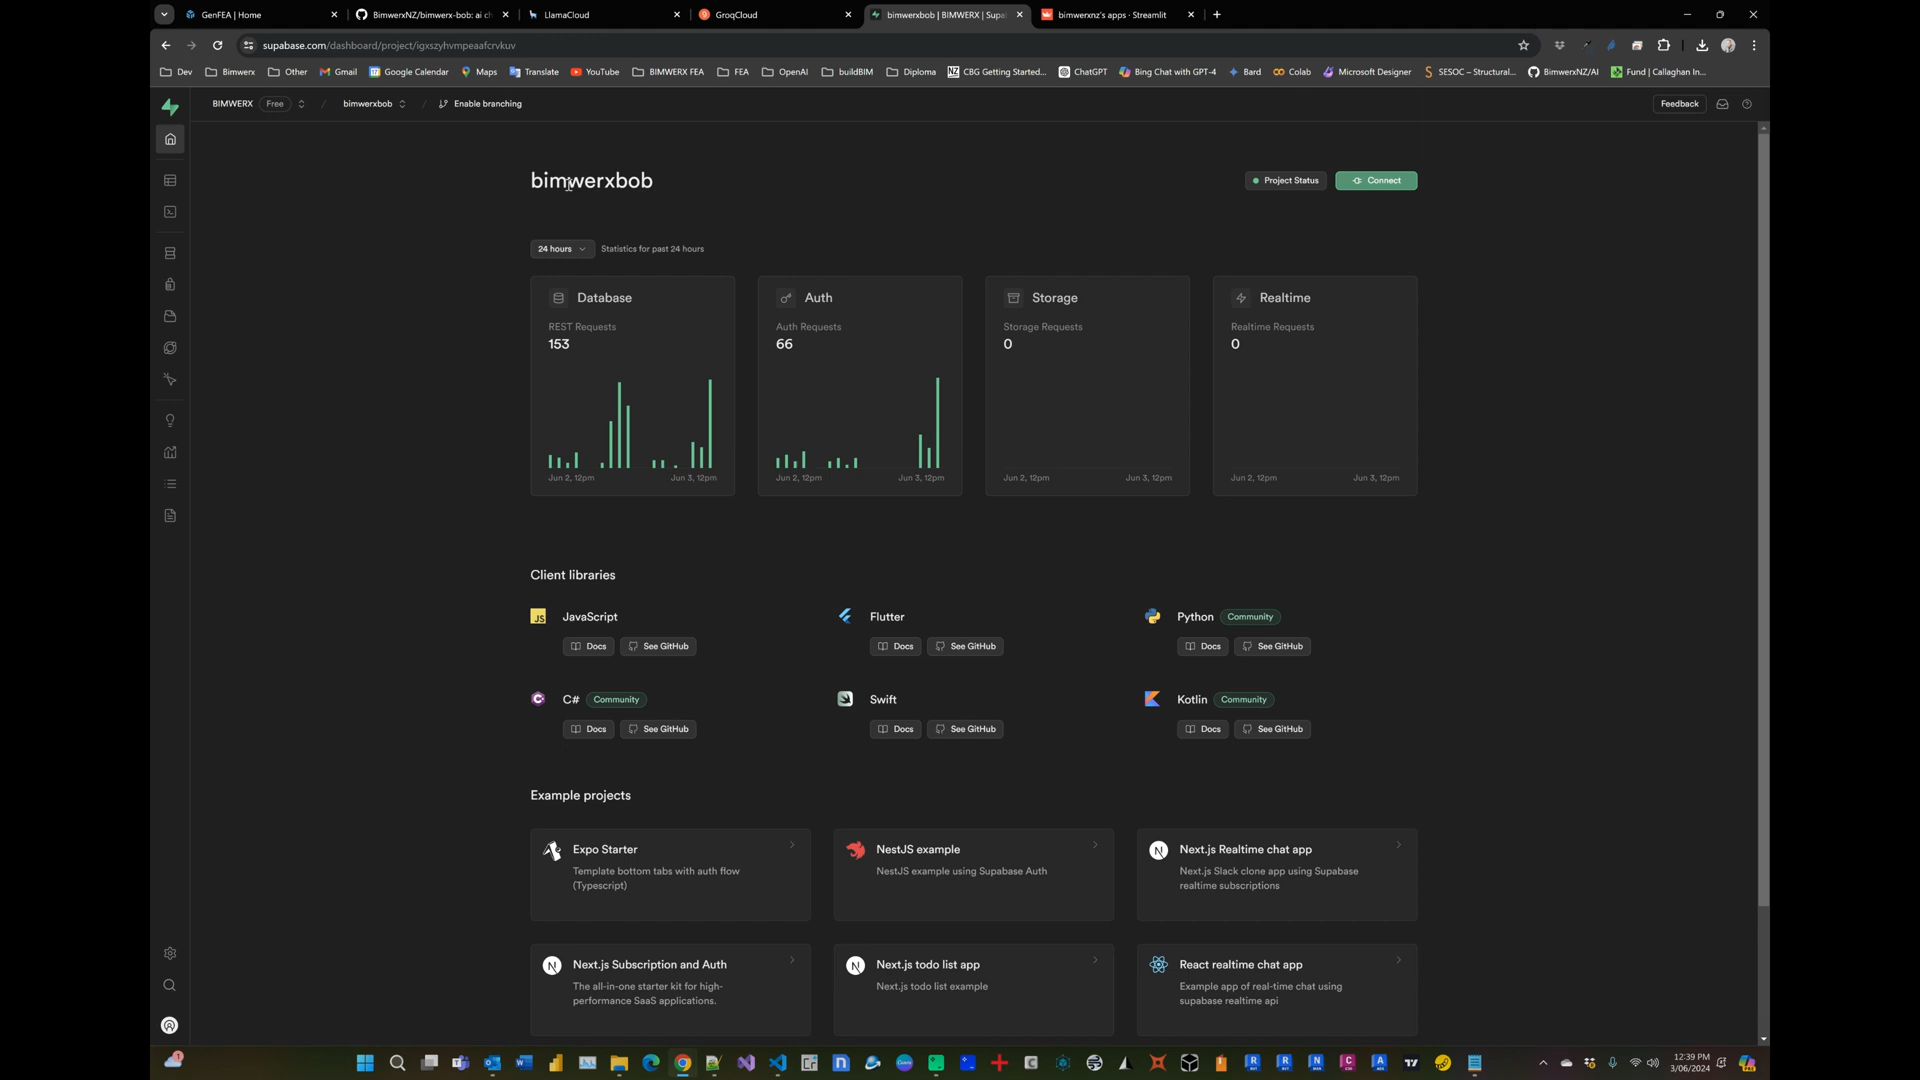 GenFEA | Home
BimwerxNZ/bimwerx-bob: ai ch
LlamaCloud
GroqCloud
bimwerxbob | BIMWERX | Supa
bimwerxnz's apps · Streamlit
supabase.com/dashboard/project/igxszyhvmpeaafcrvkuv
Dev
Bimwerx
Other
Gmail
Google Calendar
Maps
Translate
YouTube
BIMWERX FEA
FEA
OpenAI
buildBIM
Diploma
CBG Getting Started...
ChatGPT
Bing Chat with GPT-4
Bard
Colab
Microsoft Designer
SESOC – Structural...
BimwerxNZ/AI
Fund | Callaghan In...
BIMWERX Free / bimwerxbob / Enable branching
Feedback
bimwerxbob
Project Status
Connect
24 hours
Statistics for past 24 hours
Database
REST Requests
153
Jun 2, 12pm
Jun 3, 12pm
Auth
Auth Requests
66
Jun 2, 12pm
Jun 3, 12pm
Storage
Storage Requests
0
Jun 2, 12pm
Jun 3, 12pm
Realtime
Realtime Requests
0
Jun 2, 12pm
Jun 3, 12pm
Client libraries
JavaScript
Docs
See GitHub
Flutter
Docs
See GitHub
Python Community
Docs
See GitHub
C# Community
Docs
See GitHub
Swift
Docs
See GitHub
Kotlin Community
Docs
See GitHub
Example projects
Expo Starter
Template bottom tabs with auth flow
(Typescript)
NestJS example
NestJS example using Supabase Auth
Next.js Realtime chat app
Next.js Slack clone app using Supabase
realtime subscriptions
Next.js Subscription and Auth
The all-in-one starter kit for high-
performance SaaS applications.
Next.js todo list app
Next.js todo list example
React realtime chat app
Example app of real-time chat using
supabase realtime api
12:39 PM
3/06/2024